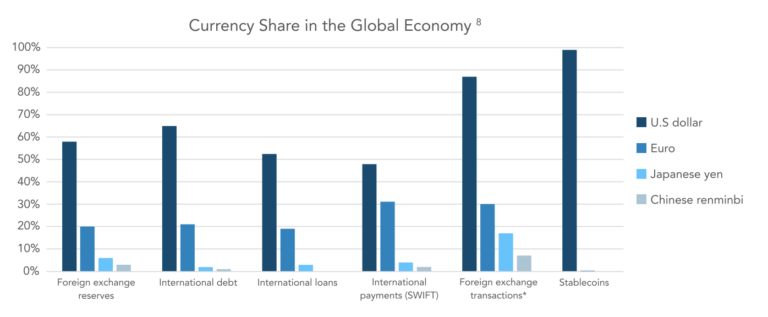 Currency Share in the Global Economy 8
100%
90%
80%
70%
60%
50%
40%
30%
20%
10%
0%
Foreign exchange
reserves
International debt
International loans
International
payments (SWIFT)
Foreign exchange
transactions*
Stablecoins
U.S dollar
Euro
Japanese yen
Chinese renminbi